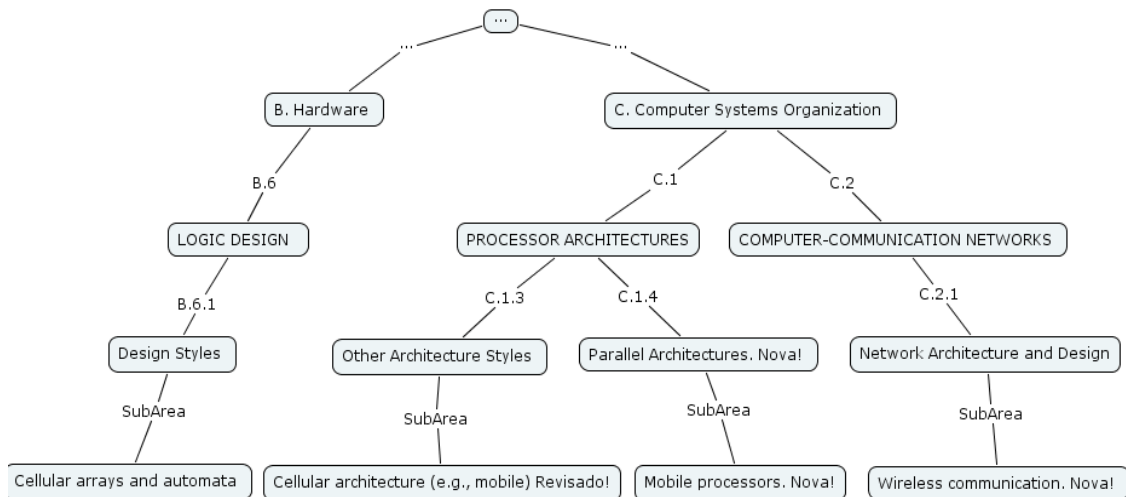 ...
...
...
B. Hardware
C. Computer Systems Organization
B.6
C.1
C.2
LOGIC DESIGN
PROCESSOR ARCHITECTURES
COMPUTER-COMMUNICATION NETWORKS
B.6.1
C.1.3
C.1.4
C.2.1
Design Styles
Other Architecture Styles
Parallel Architectures. Nova!
Network Architecture and Design
SubArea
SubArea
SubArea
SubArea
Cellular arrays and automata
Cellular architecture (e.g., mobile) Revisado!
Mobile processors. Nova!
Wireless communication. Nova!